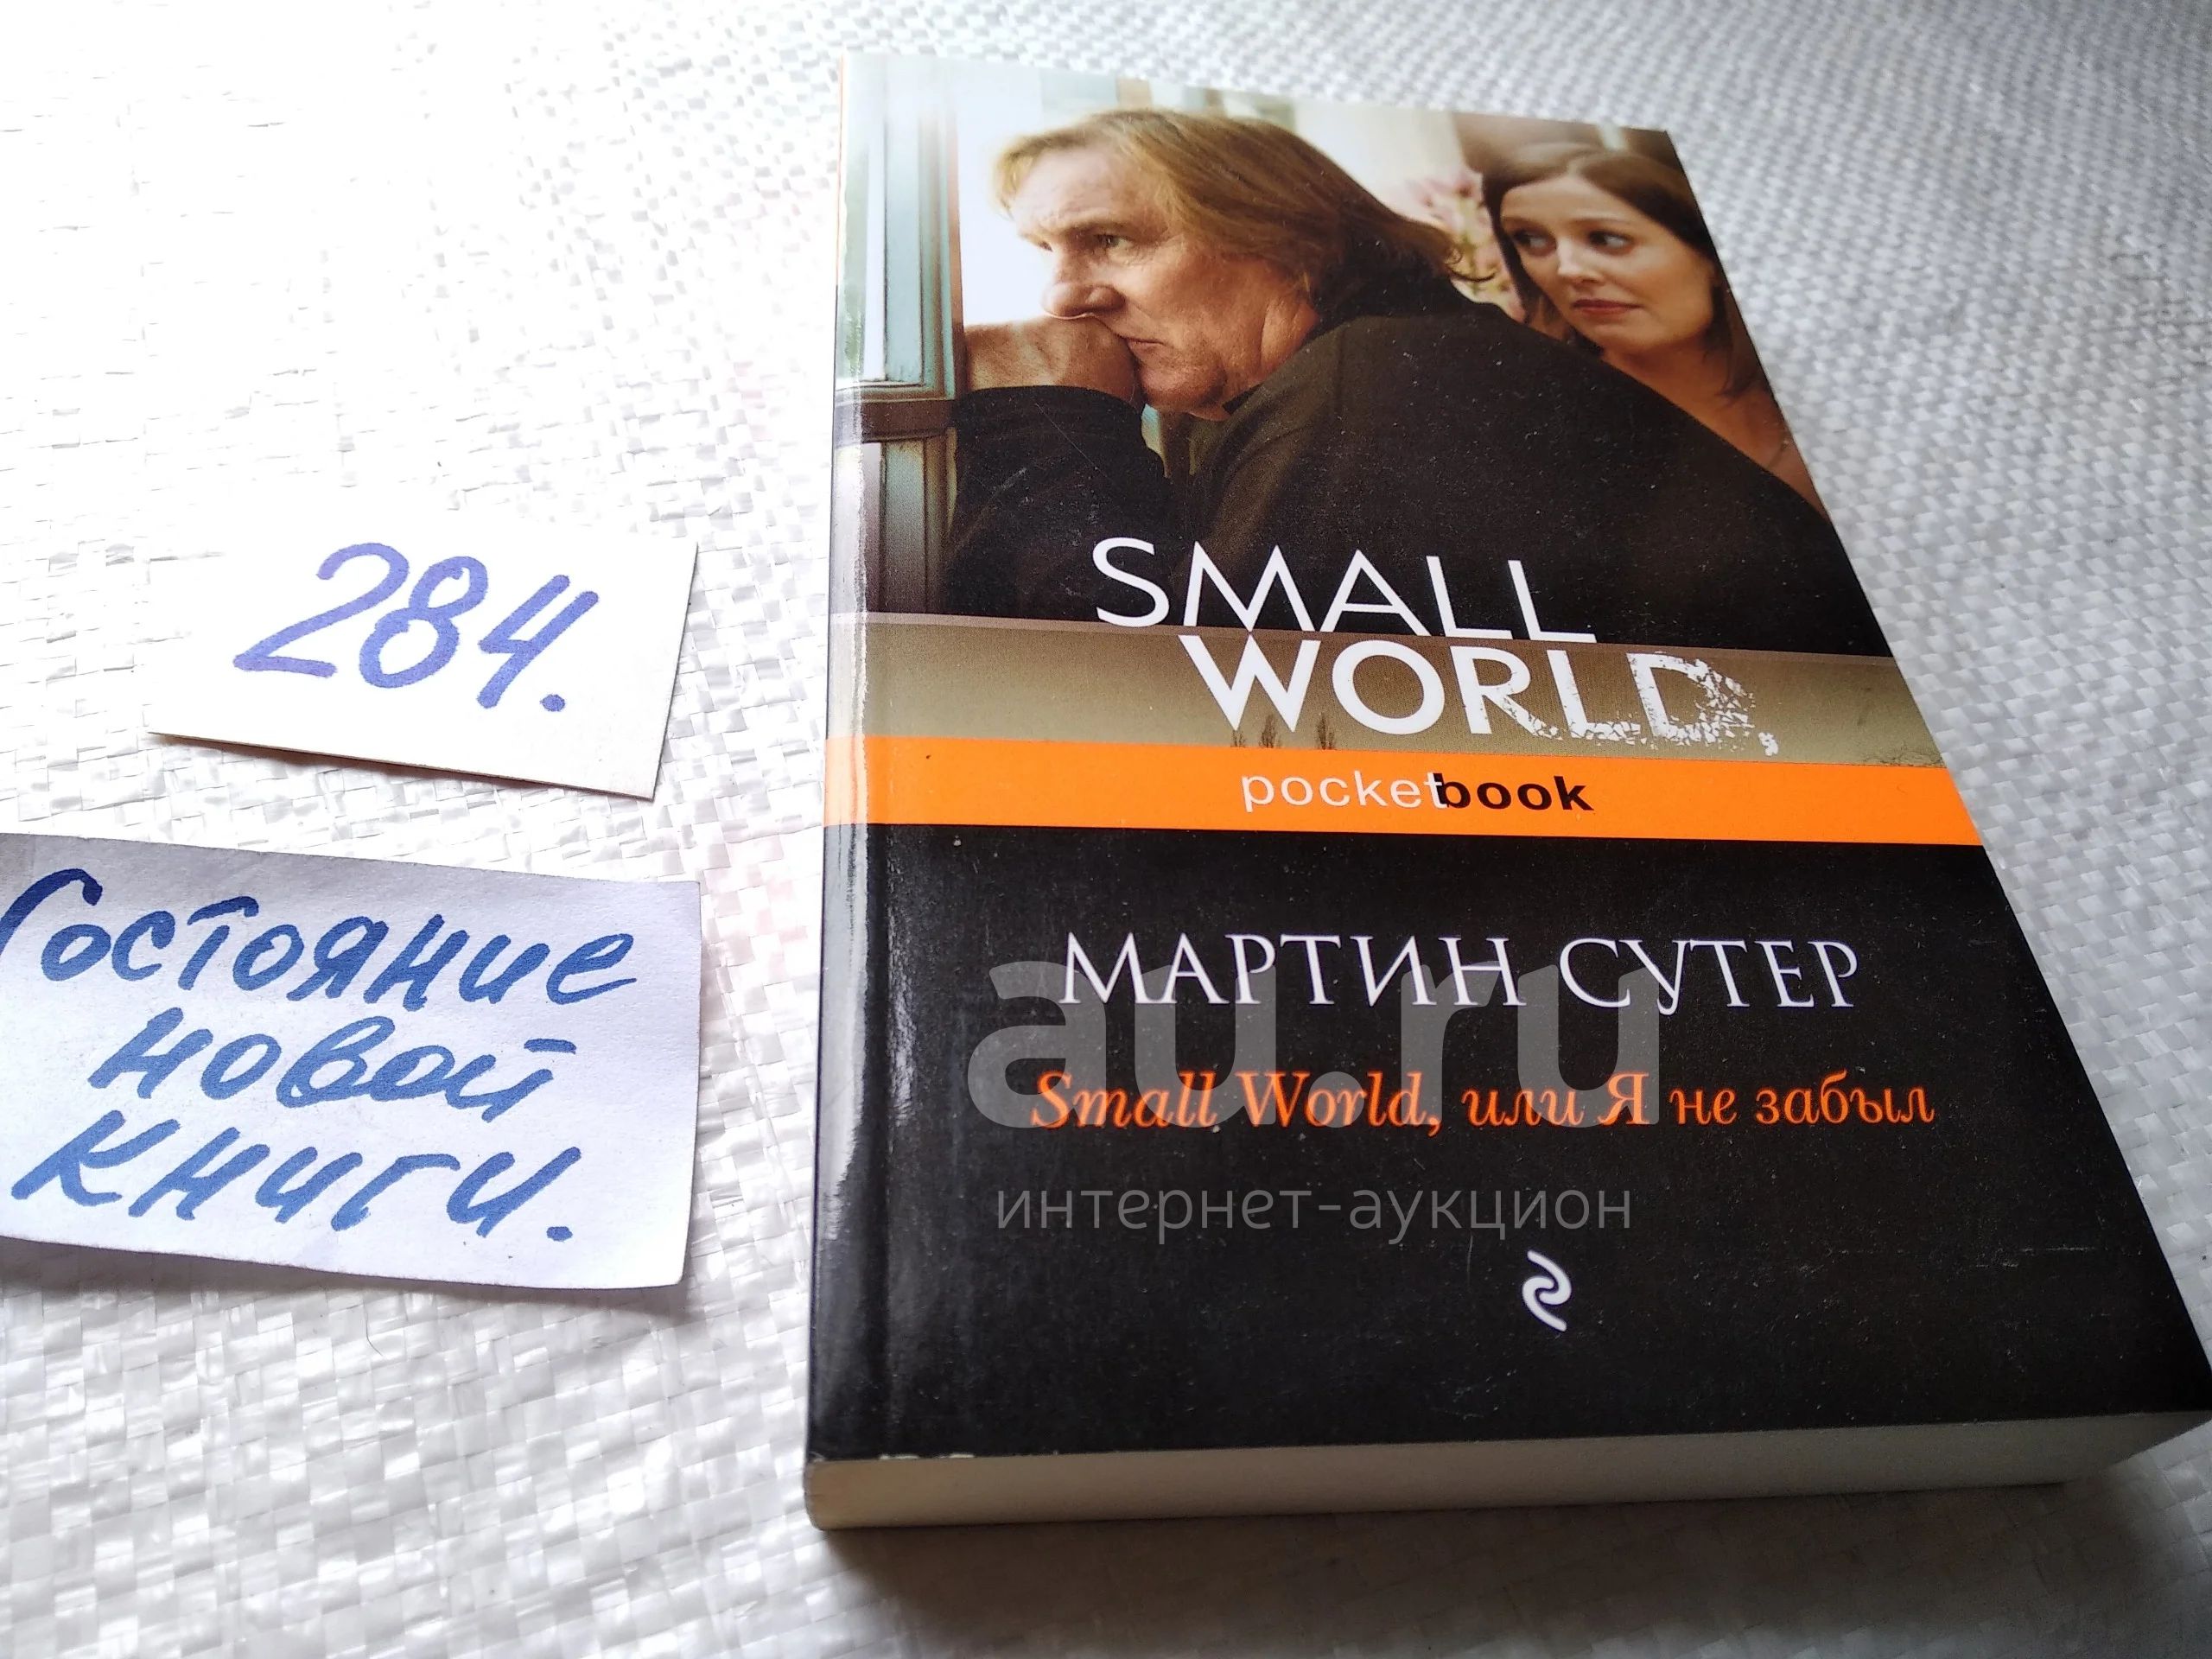 284.
Состояние
новой
книги.
SMALL
WORLD
pocketbook
МАРТИН СУТЕР
Small World, или Я не забыл
au.ru
интернет-аукцион